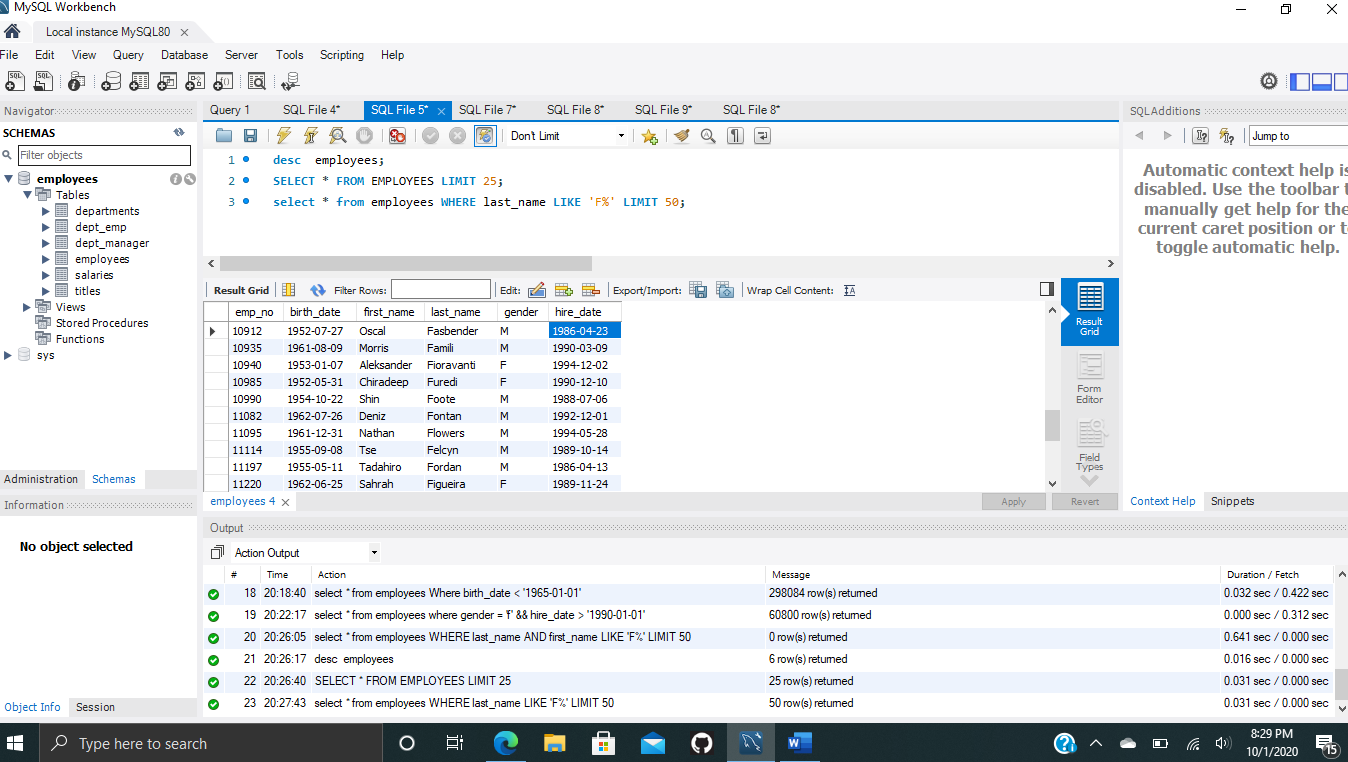 MySQL Workbench
Local instance MySQL80
File Edit View Query Database Server Tools Scripting Help
Navigator
SCHEMAS
Filter objects
employees
Tables
departments
dept_emp
dept_manager
employees
salaries
titles
Views
Stored Procedures
Functions
sys
Administration Schemas
Information
No object selected
Object Info Session
Query 1 SQL File 4* SQL File 5* SQL File 7* SQL File 8* SQL File 9* SQL File 8*
Don't Limit
1 desc employees;
2 SELECT * FROM EMPLOYEES LIMIT 25;
3 select * from employees WHERE last_name LIKE 'F%' LIMIT 50;
Result Grid Filter Rows: Edit: Export/Import: Wrap Cell Content:
emp_no birth_date first_name last_name gender hire_date
10912 1952-07-27 Oscal Fasbender M 1986-04-23
10935 1961-08-09 Morris Famili M 1990-03-09
10940 1953-01-07 Aleksander Fioravanti F 1994-12-02
10985 1952-05-31 Chiradeep Furedi F 1990-12-10
10990 1954-10-22 Shin Foote M 1988-07-06
11082 1962-07-26 Deniz Fontan M 1992-12-01
11095 1961-12-31 Nathan Flowers M 1994-05-28
11114 1955-09-08 Tse Felcyn M 1989-10-14
11197 1955-05-11 Tadahiro Fordan M 1986-04-13
11220 1962-06-25 Sahrah Figueira F 1989-11-24
Result
Grid
Form
Editor
Field
Types
employees 4 Apply Revert
SQLAdditions
Jump to
Automatic context help is
disabled. Use the toolbar t
manually get help for the
current caret position or t
toggle automatic help.
Context Help Snippets
Output
Action Output
# Time Action Message Duration / Fetch
18 20:18:40 select * from employees Where birth_date < '1965-01-01' 298084 row(s) returned 0.032 sec / 0.422 sec
19 20:22:17 select * from employees where gender = 'f' && hire_date > '1990-01-01' 60800 row(s) returned 0.000 sec / 0.312 sec
20 20:26:05 select * from employees WHERE last_name AND first_name LIKE 'F%' LIMIT 50 0 row(s) returned 0.641 sec / 0.000 sec
21 20:26:17 desc employees 6 row(s) returned 0.016 sec / 0.000 sec
22 20:26:40 SELECT * FROM EMPLOYEES LIMIT 25 25 row(s) returned 0.031 sec / 0.000 sec
23 20:27:43 select * from employees WHERE last_name LIKE 'F%' LIMIT 50 50 row(s) returned 0.031 sec / 0.000 sec
Type here to search
8:29 PM
10/1/2020
15